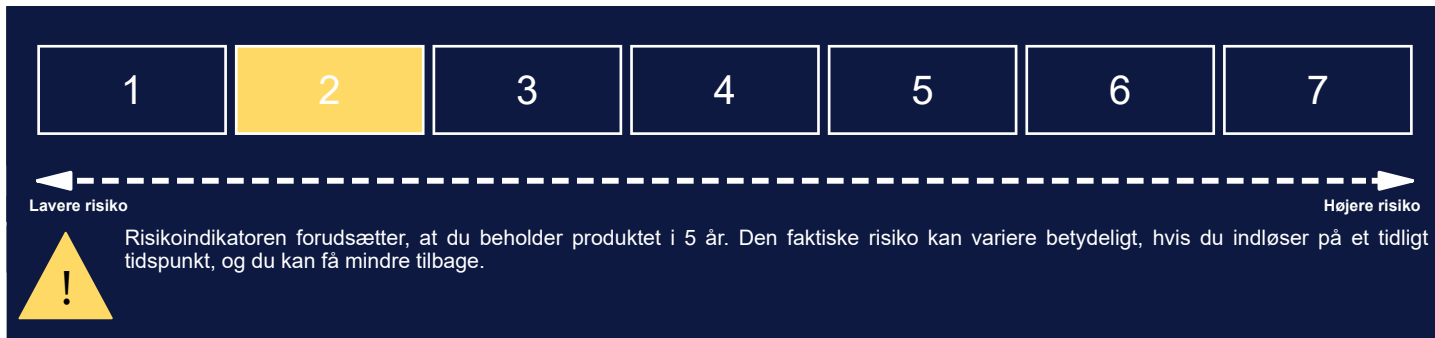 1 2 3 4 5 6 7
Lavere risiko Højere risiko
Risikoindikatoren forudsætter, at du beholder produktet i 5 år. Den faktiske risiko kan variere betydeligt, hvis du indløser på et tidligt
tidspunkt, og du kan få mindre tilbage.
!